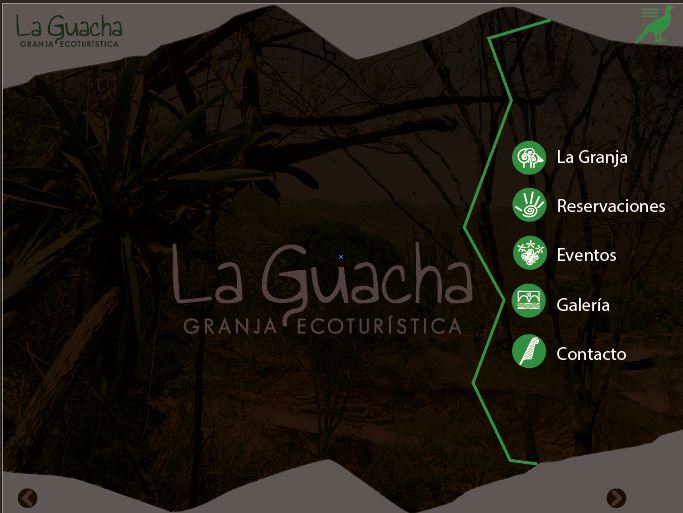 La Guacha
GRANJA ECOTURÍSTICA
La Granja
Reservaciones
Eventos
Galería
Contacto
La Guacha
GRANJA ECOTURÍSTICA